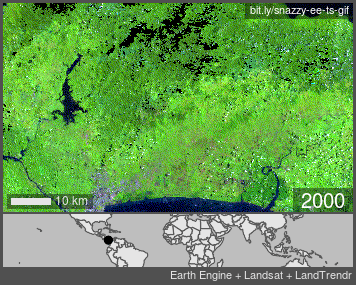 bit.ly/snazzy-ee-ts-gif
10 km
2000
Earth Engine + Landsat + LandTrendr